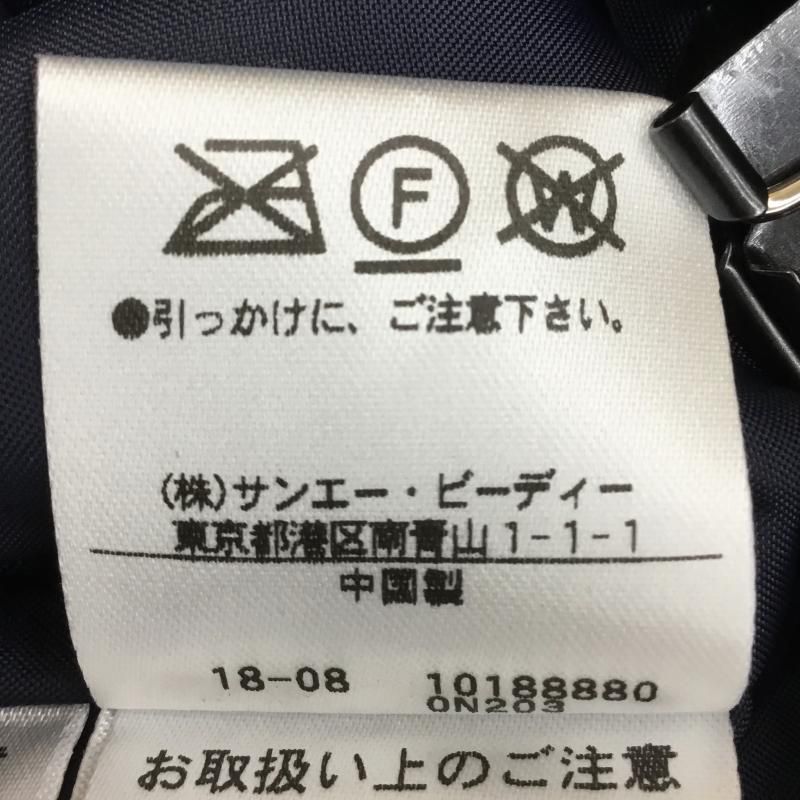 F W
●引っかけに、ご注意下さい。
(株)サンエー・ビーディー
東京都港区南青山1-1-1
中国製
18-08 10188880
0N203
お取扱い上のご注意